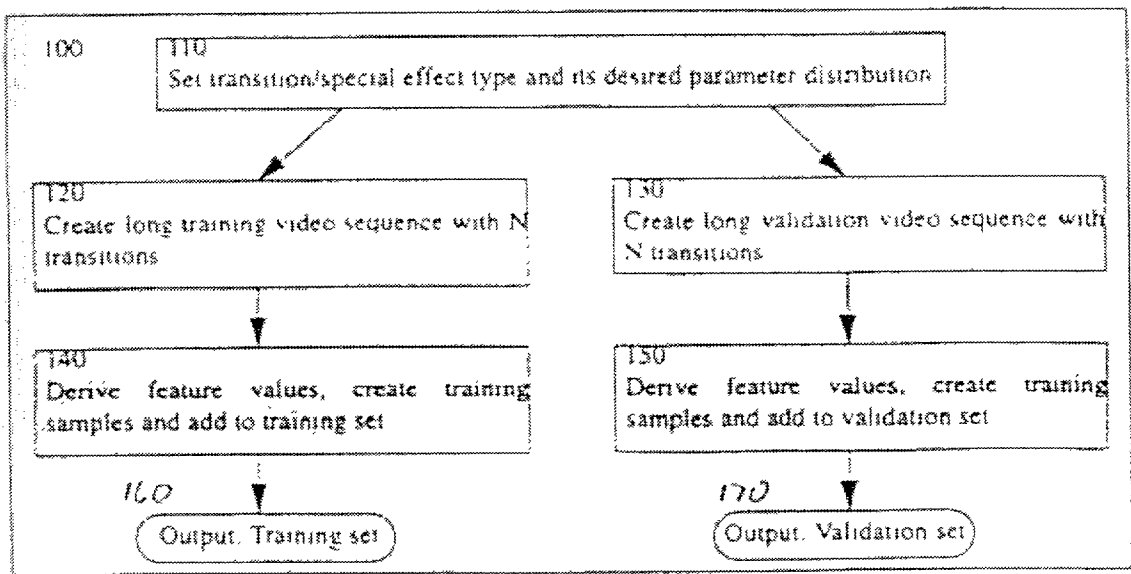 100
110
Set transition/special effect type and its desired parameter distribution
120
Create long training video sequence with N
transitions
130
Create long validation video sequence with
N transitions
140
Derive feature values, create training
samples and add to training set
150
Derive feature values, create training
samples and add to validation set
160
Output. Training set
170
Output. Validation set